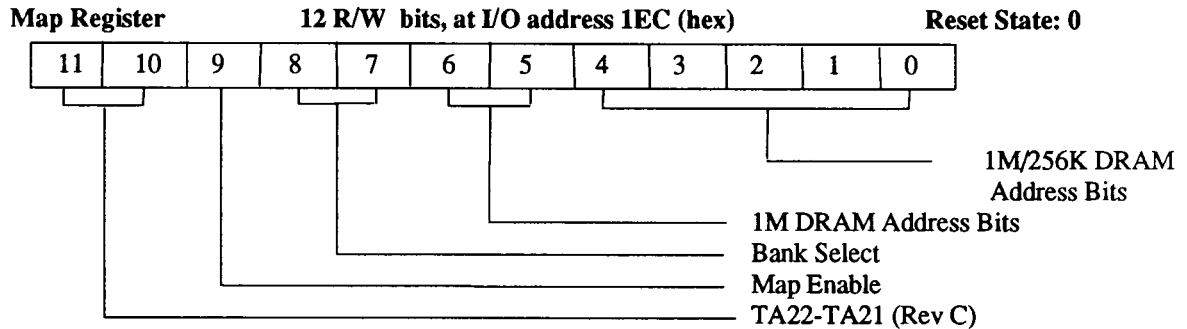 Map Register 12 R/W bits, at I/O address 1EC (hex) Reset State: 0
11 10 9 8 7 6 5 4 3 2 1 0
1M/256K DRAM
Address Bits
1M DRAM Address Bits
Bank Select
Map Enable
TA22-TA21 (Rev C)